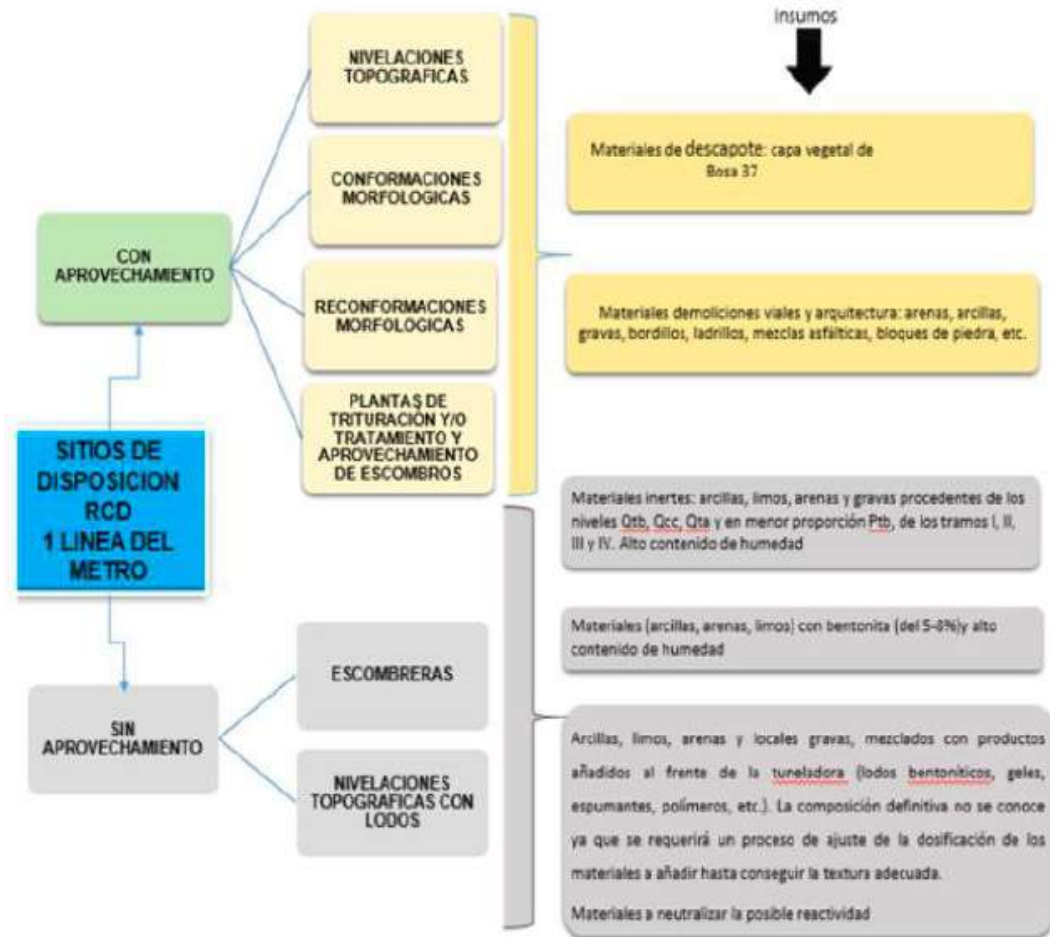 insumos
NIVELACIONES
TOPOGRAFICAS
Materiales de descapote: capa vegetal de
Bosa 37
CONFORMACIONES
MORFOLOGICAS
CON
APROVECHAMIENTO
RECONFORMACIONES
MORFOLOGICAS
Materiales demoliciones viales y arquitectura: arenas, arcillas,
gravas, bordillos, ladrillos, mezclas asfálticas, bloques de piedra, etc.
PLANTAS DE
TRITURACIÓN Y/O
TRATAMIENTO Y
APROVECHAMIENTO
DE ESCOMBROS
SITIOS DE
DISPOSICION
RCD
1 LINEA DEL
METRO
Materiales inertes: arcillas, limos, arenas y gravas procedentes de los
niveles Qtb, Qcc, Qta y en menor proporción Ptb, de los tramos I, II,
III y IV. Alto contenido de humedad
Materiales (arcillas, arenas, limos) con bentonita (del 5-8%)y alto
contenido de humedad
ESCOMBRERAS
SIN
APROVECHAMIENTO
NIVELACIONES
TOPOGRAFICAS CON
LODOS
Arcillas, limos, arenas y locales gravas, mezclados con productos
añadidos al frente de la tuneladora (lodos bentoníticos, geles,
espumantes, polímeros, etc.). La composición definitiva no se conoce
ya que se requerirá un proceso de ajuste de la dosificación de los
materiales a añadir hasta conseguir la textura adecuada.
Materiales a neutralizar la posible reactividad